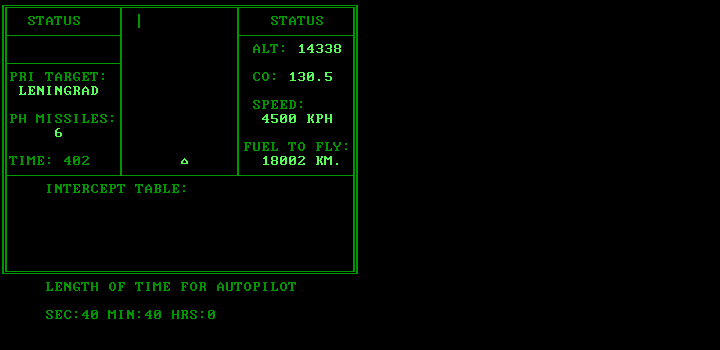 STATUS
PRI TARGET:
LENINGRAD
PH MISSILES:
6
TIME: 402
STATUS
ALT: 14338
CO: 130.5
SPEED:
4500 KPH
FUEL TO FLY:
18002 KM.
INTERCEPT TABLE:
LENGTH OF TIME FOR AUTOPILOT
SEC:40 MIN:40 HRS:0